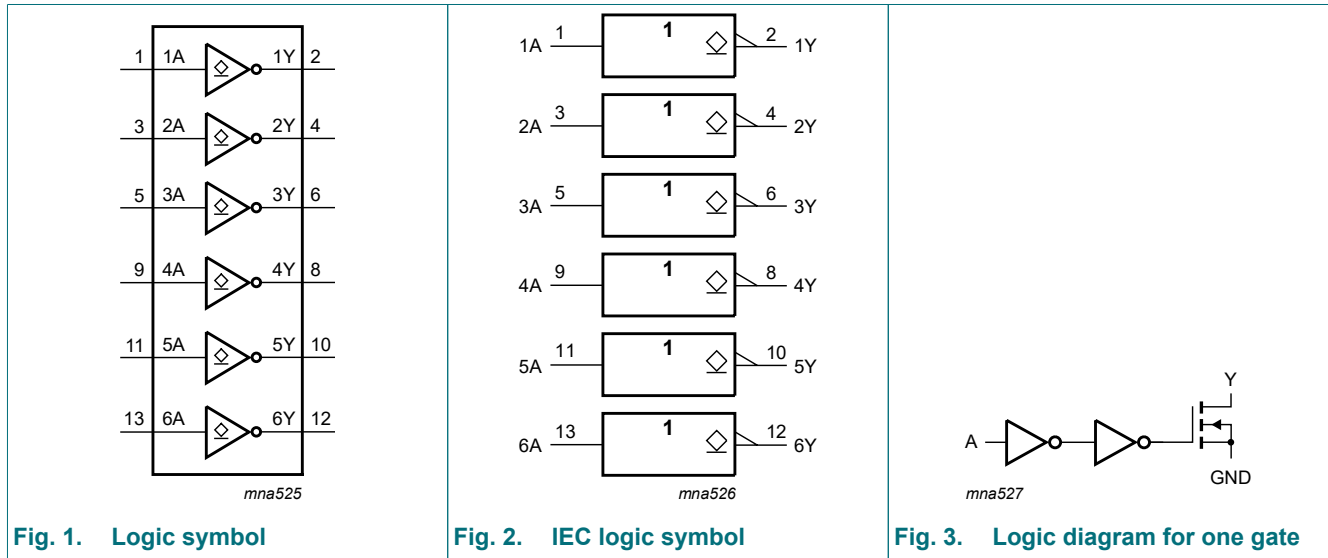 1 1A 1Y 2
3 2A 2Y 4
5 3A 3Y 6
9 4A 4Y 8
11 5A 5Y 10
13 6A 6Y 12
mna525
Fig. 1. Logic symbol
1A 1 1 2 1Y
2A 3 1 4 2Y
3A 5 1 6 3Y
4A 9 1 8 4Y
5A 11 1 10 5Y
6A 13 1 12 6Y
mna526
Fig. 2. IEC logic symbol
Y
A
GND
mna527
Fig. 3. Logic diagram for one gate